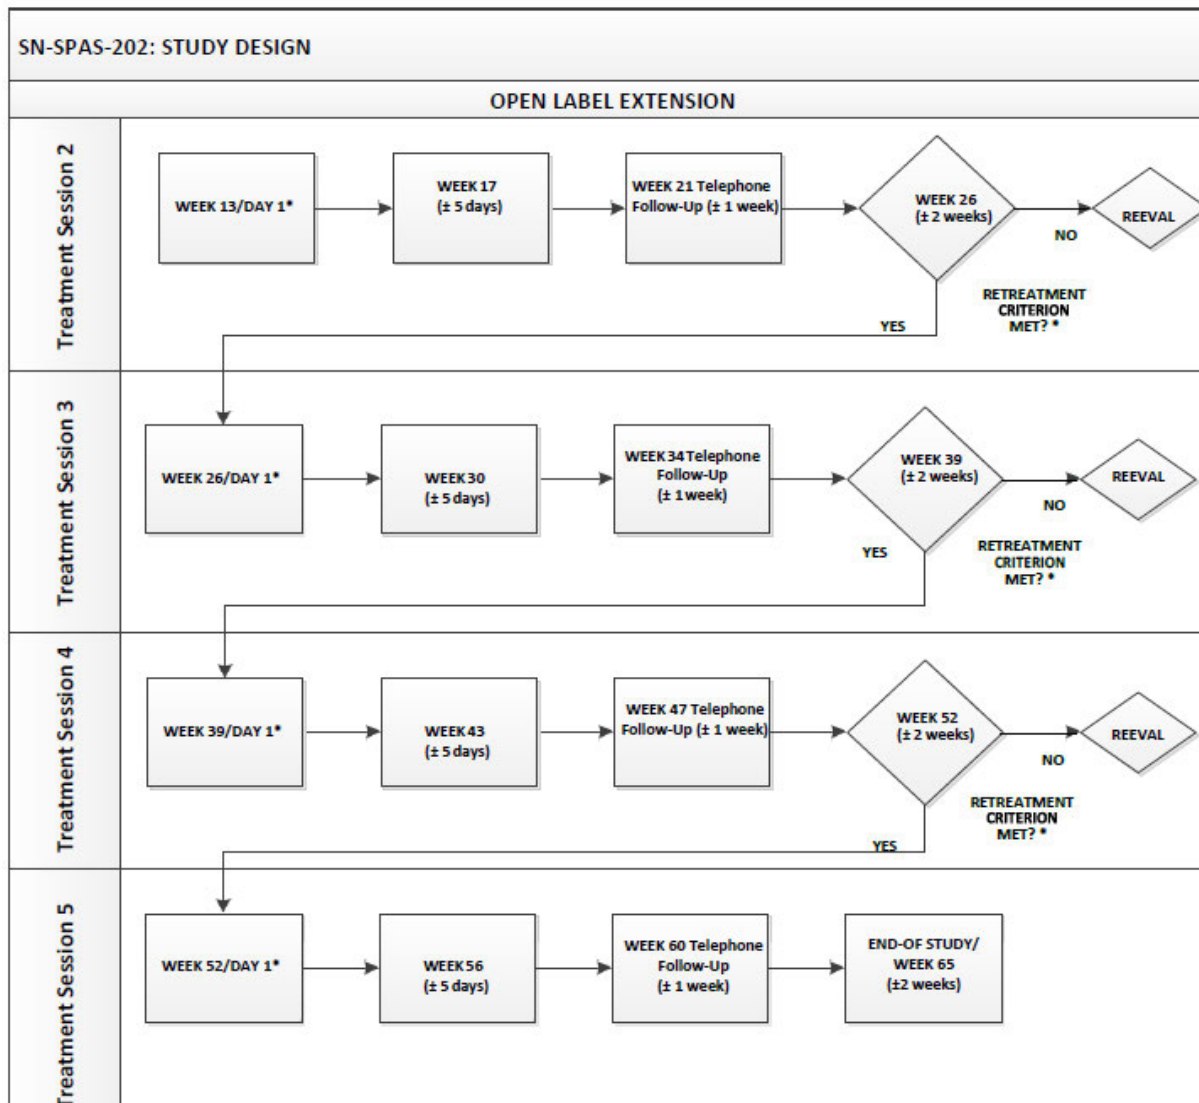 SN-SPAS-202: STUDY DESIGN
OPEN LABEL EXTENSION
Treatment Session 2
WEEK 13/DAY 1*
WEEK 17
(± 5 days)
WEEK 21 Telephone
Follow-Up (± 1 week)
WEEK 26
(± 2 weeks)
REEVAL
NO
RETREATMENT
CRITERION
MET? *
YES
Treatment Session 3
WEEK 26/DAY 1*
WEEK 30
(± 5 days)
WEEK 34 Telephone
Follow-Up
(± 1 week)
WEEK 39
(± 2 weeks)
REEVAL
NO
RETREATMENT
CRITERION
MET? *
YES
Treatment Session 4
WEEK 39/DAY 1*
WEEK 43
(± 5 days)
WEEK 47 Telephone
Follow-Up (± 1 week)
WEEK 52
(± 2 weeks)
REEVAL
NO
RETREATMENT
CRITERION
MET? *
YES
Treatment Session 5
WEEK 52/DAY 1*
WEEK 56
(± 5 days)
WEEK 60 Telephone
Follow-Up
(± 1 week)
END-OF STUDY/
WEEK 65
(±2 weeks)